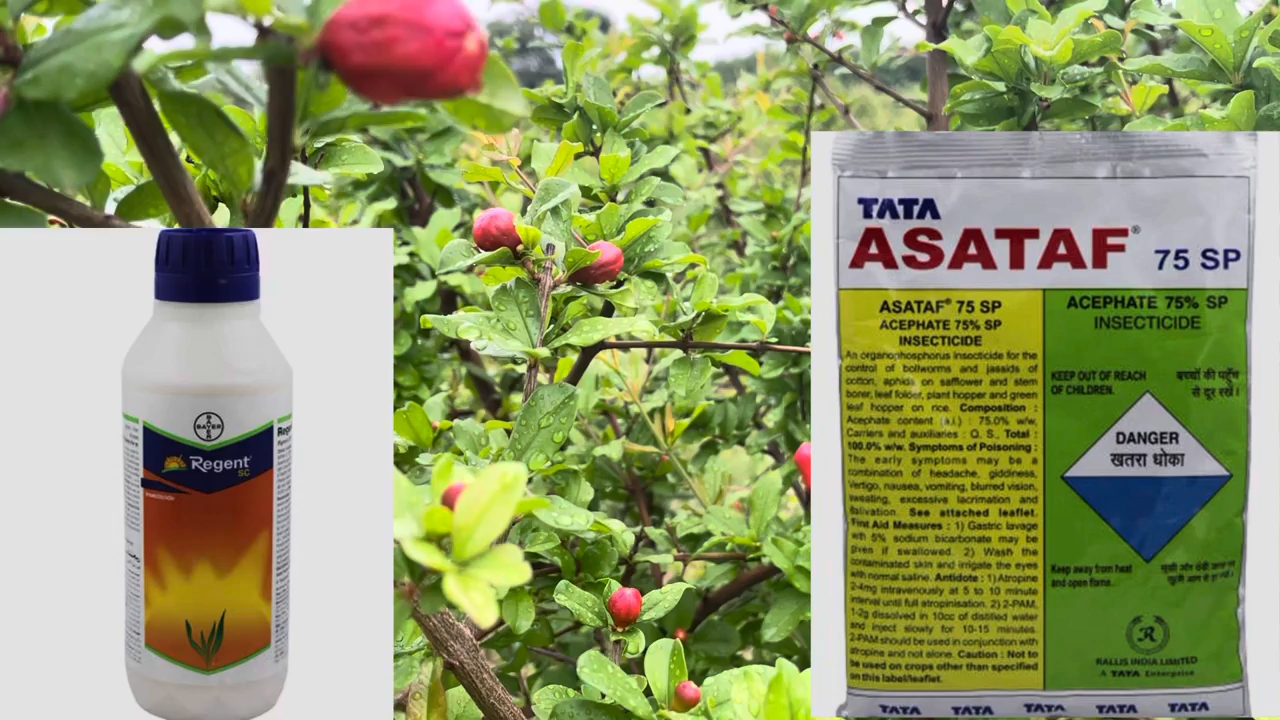 BAYER
Regent
SC
TATA
ASATAF® 75 SP
ASATAF® 75 SP
ACEPHATE 75% SP
INSECTICIDE
An organophosphorus insecticide for the
control of bollworms and jassids of
cotton, aphids on safflower and stem
borer, leaf folder, plant hopper and green
leaf hopper on rice. Composition :
Acephate content (a.i.) : 75.0% w/w,
Carriers and auxiliaries : Q. S., Total :
100.0% w/w. Symptoms of Poisoning :
The early symptoms may be a
combination of headache, giddiness,
Vertigo, nausea, vomiting, blurred vision,
sweating, excessive lacrimation and
salivation. See attached leaflet.
First Aid Measures : 1) Gastric lavage
with 5% sodium bicarbonate may be
given if swallowed. 2) Wash the
contaminated skin and irrigate the eyes
with normal saline. Antidote : 1) Atropine
2-4mg intravenously at 5 to 10 minute
interval until full atropinisation. 2) 2-PAM,
1-2g dissolved in 10cc of distilled water
and inject slowly for 10-15 minutes.
2-PAM should be used in conjunction with
atropine and not alone. Caution : Not to
be used on crops other than specified
on this label/leaflet.
ACEPHATE 75% SP
INSECTICIDE
KEEP OUT OF REACH
OF CHILDREN.
बच्चों की पहुँच
से दूर रखें।
DANGER
खतरा धोका
Keep away from heat
and open flame.
RALLIS INDIA LIMITED
A TATA Enterprise
TATA TATA TATA TATA TATA